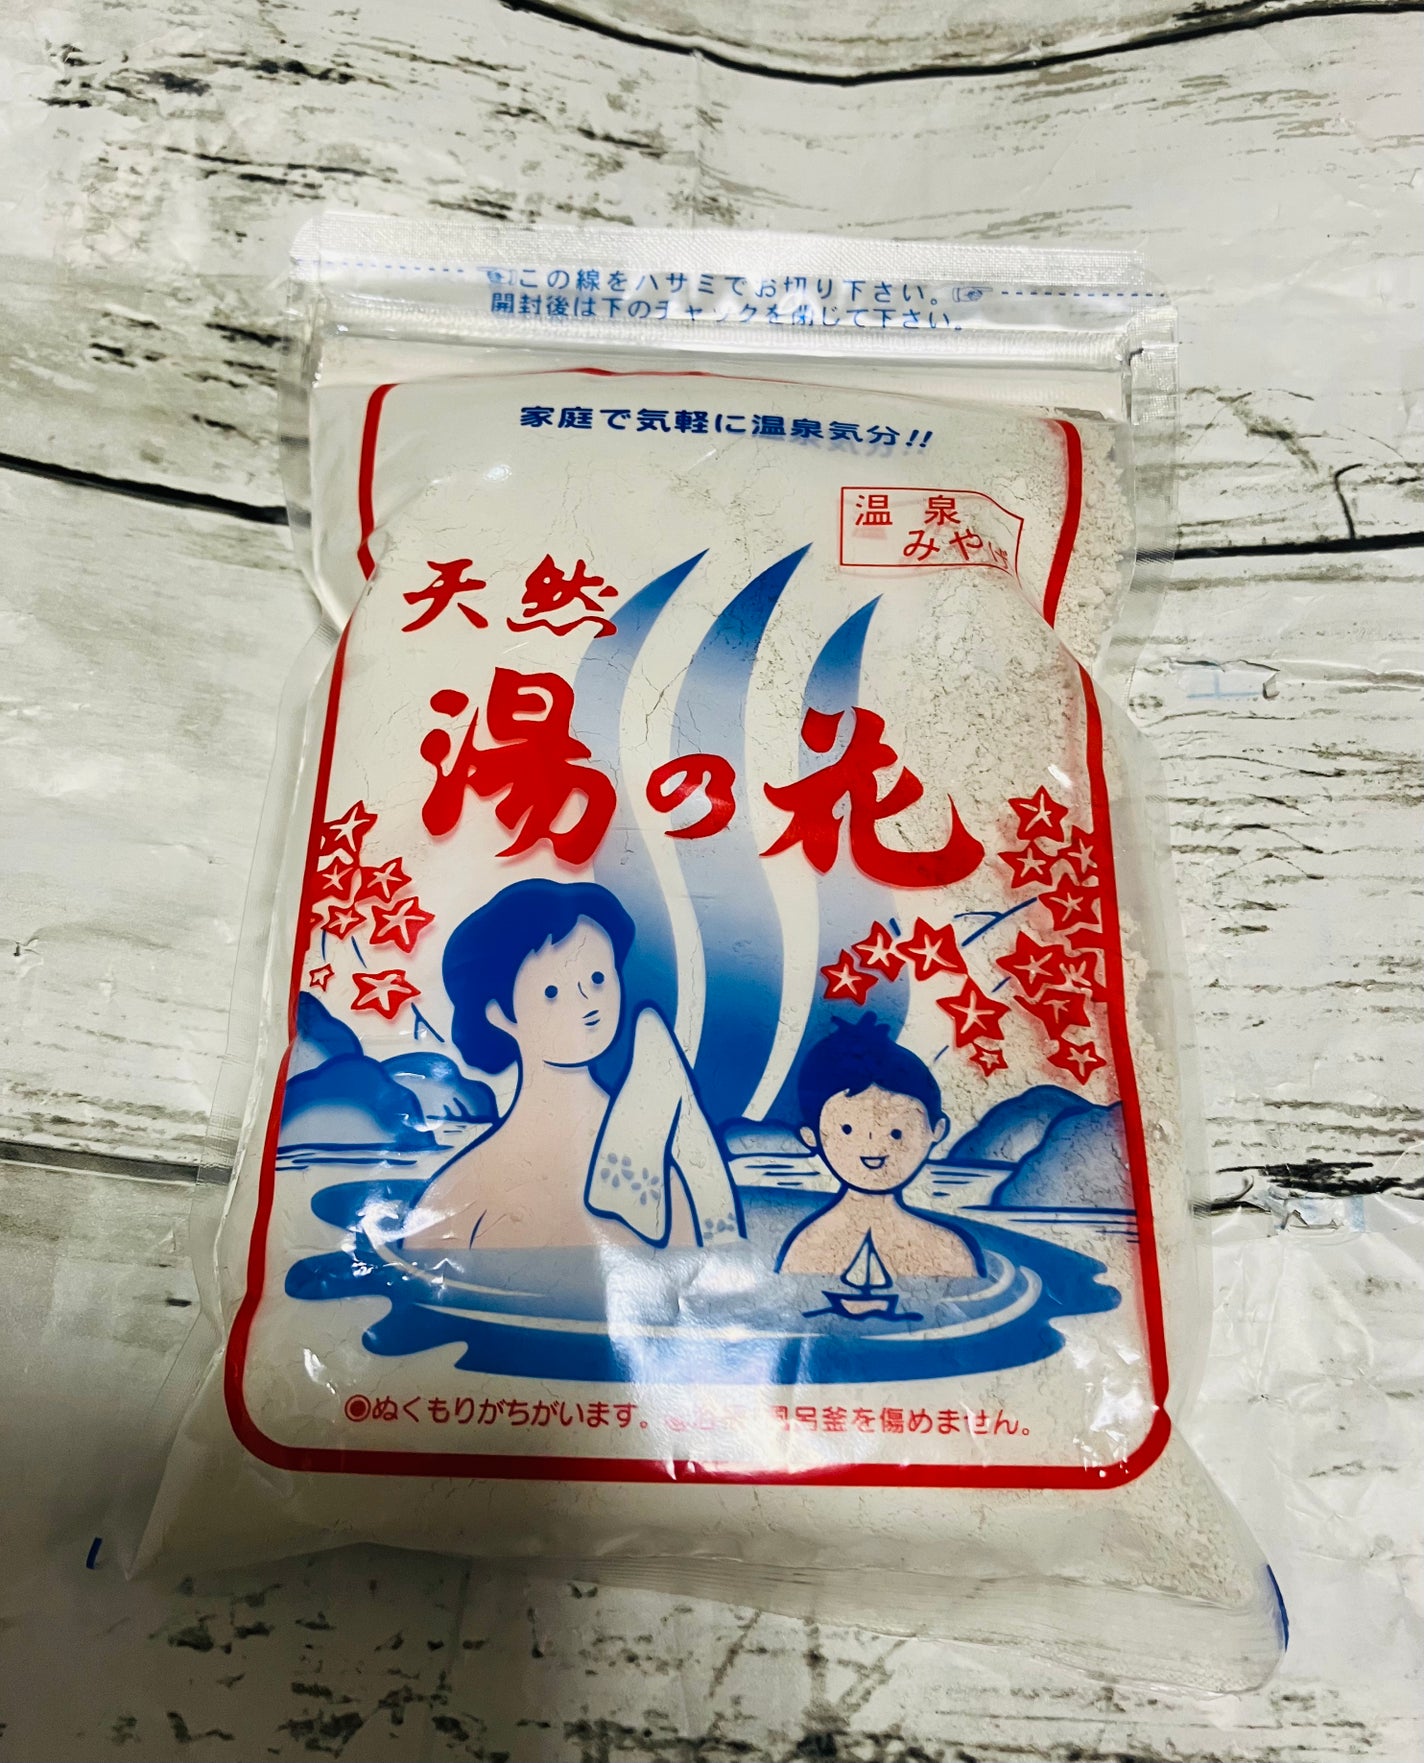 この線をハサミでお切り下さい。
開封後は下のチャックを閉じて下さい。
家庭で気軽に温泉気分!!
温泉
みやげ
天然
湯の花
◉ぬくもりがちがいます。
風呂釜を傷めません。